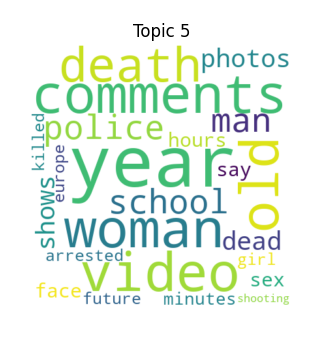 Topic 5
death
photos
comments
police
man
killed
hours
year
old
europe
say
shows
school
woman
dead
arrested
girl
video
sex
face
future
minutes
shooting